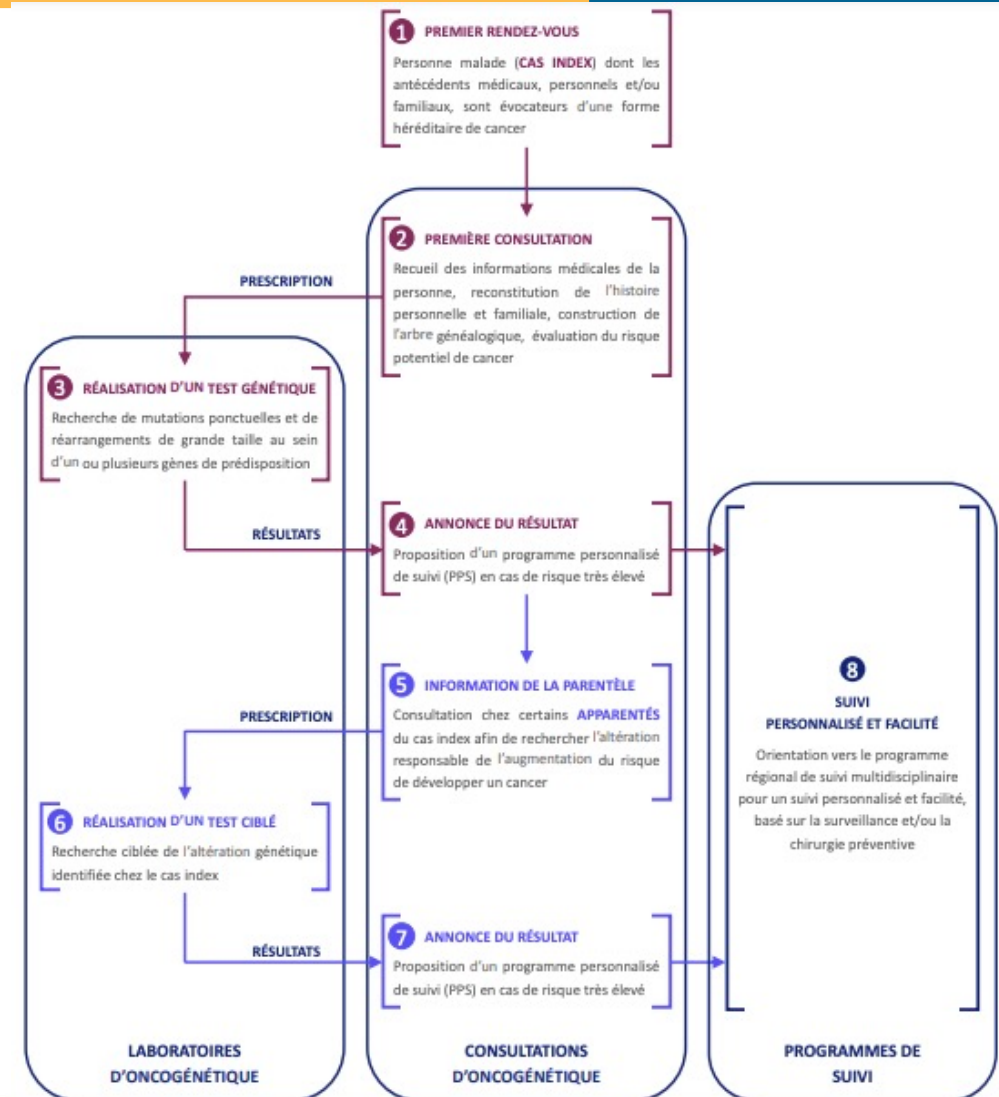 1 PREMIER RENDEZ-VOUS
Personne malade (CAS INDEX) dont les
antécédents médicaux, personnels et/ou
familiaux, sont évocateurs d'une forme
héréditaire de cancer
2 PREMIÈRE CONSULTATION
Recueil des informations médicales de la
personne, reconstitution de l'histoire
personnelle et familiale, construction de
l'arbre généalogique, évaluation du risque
potentiel de cancer
PRESCRIPTION
3 RÉALISATION D'UN TEST GÉNÉTIQUE
Recherche de mutations ponctuelles et de
réarrangements de grande taille au sein
d'un ou plusieurs gènes de prédisposition
RÉSULTATS
4 ANNONCE DU RÉSULTAT
Proposition d'un programme personnalisé
de suivi (PPS) en cas de risque très élevé
5 INFORMATION DE LA PARENTÈLE
Consultation chez certains APPARENTÉS
du cas index afin de rechercher l'altération
responsable de l'augmentation du risque
de développer un cancer
PRESCRIPTION
6 RÉALISATION D'UN TEST CIBLÉ
Recherche ciblée de l'altération génétique
identifiée chez le cas index
RÉSULTATS
7 ANNONCE DU RÉSULTAT
Proposition d'un programme personnalisé
de suivi (PPS) en cas de risque très élevé
8
SUIVI
PERSONNALISÉ ET FACILITÉ
Orientation vers le programme
régional de suivi multidisciplinaire
pour un suivi personnalisé et facilité,
basé sur la surveillance et/ou la
chirurgie préventive
LABORATOIRES
D'ONCOGÉNÉTIQUE
CONSULTATIONS
D'ONCOGÉNÉTIQUE
PROGRAMMES DE
SUIVI